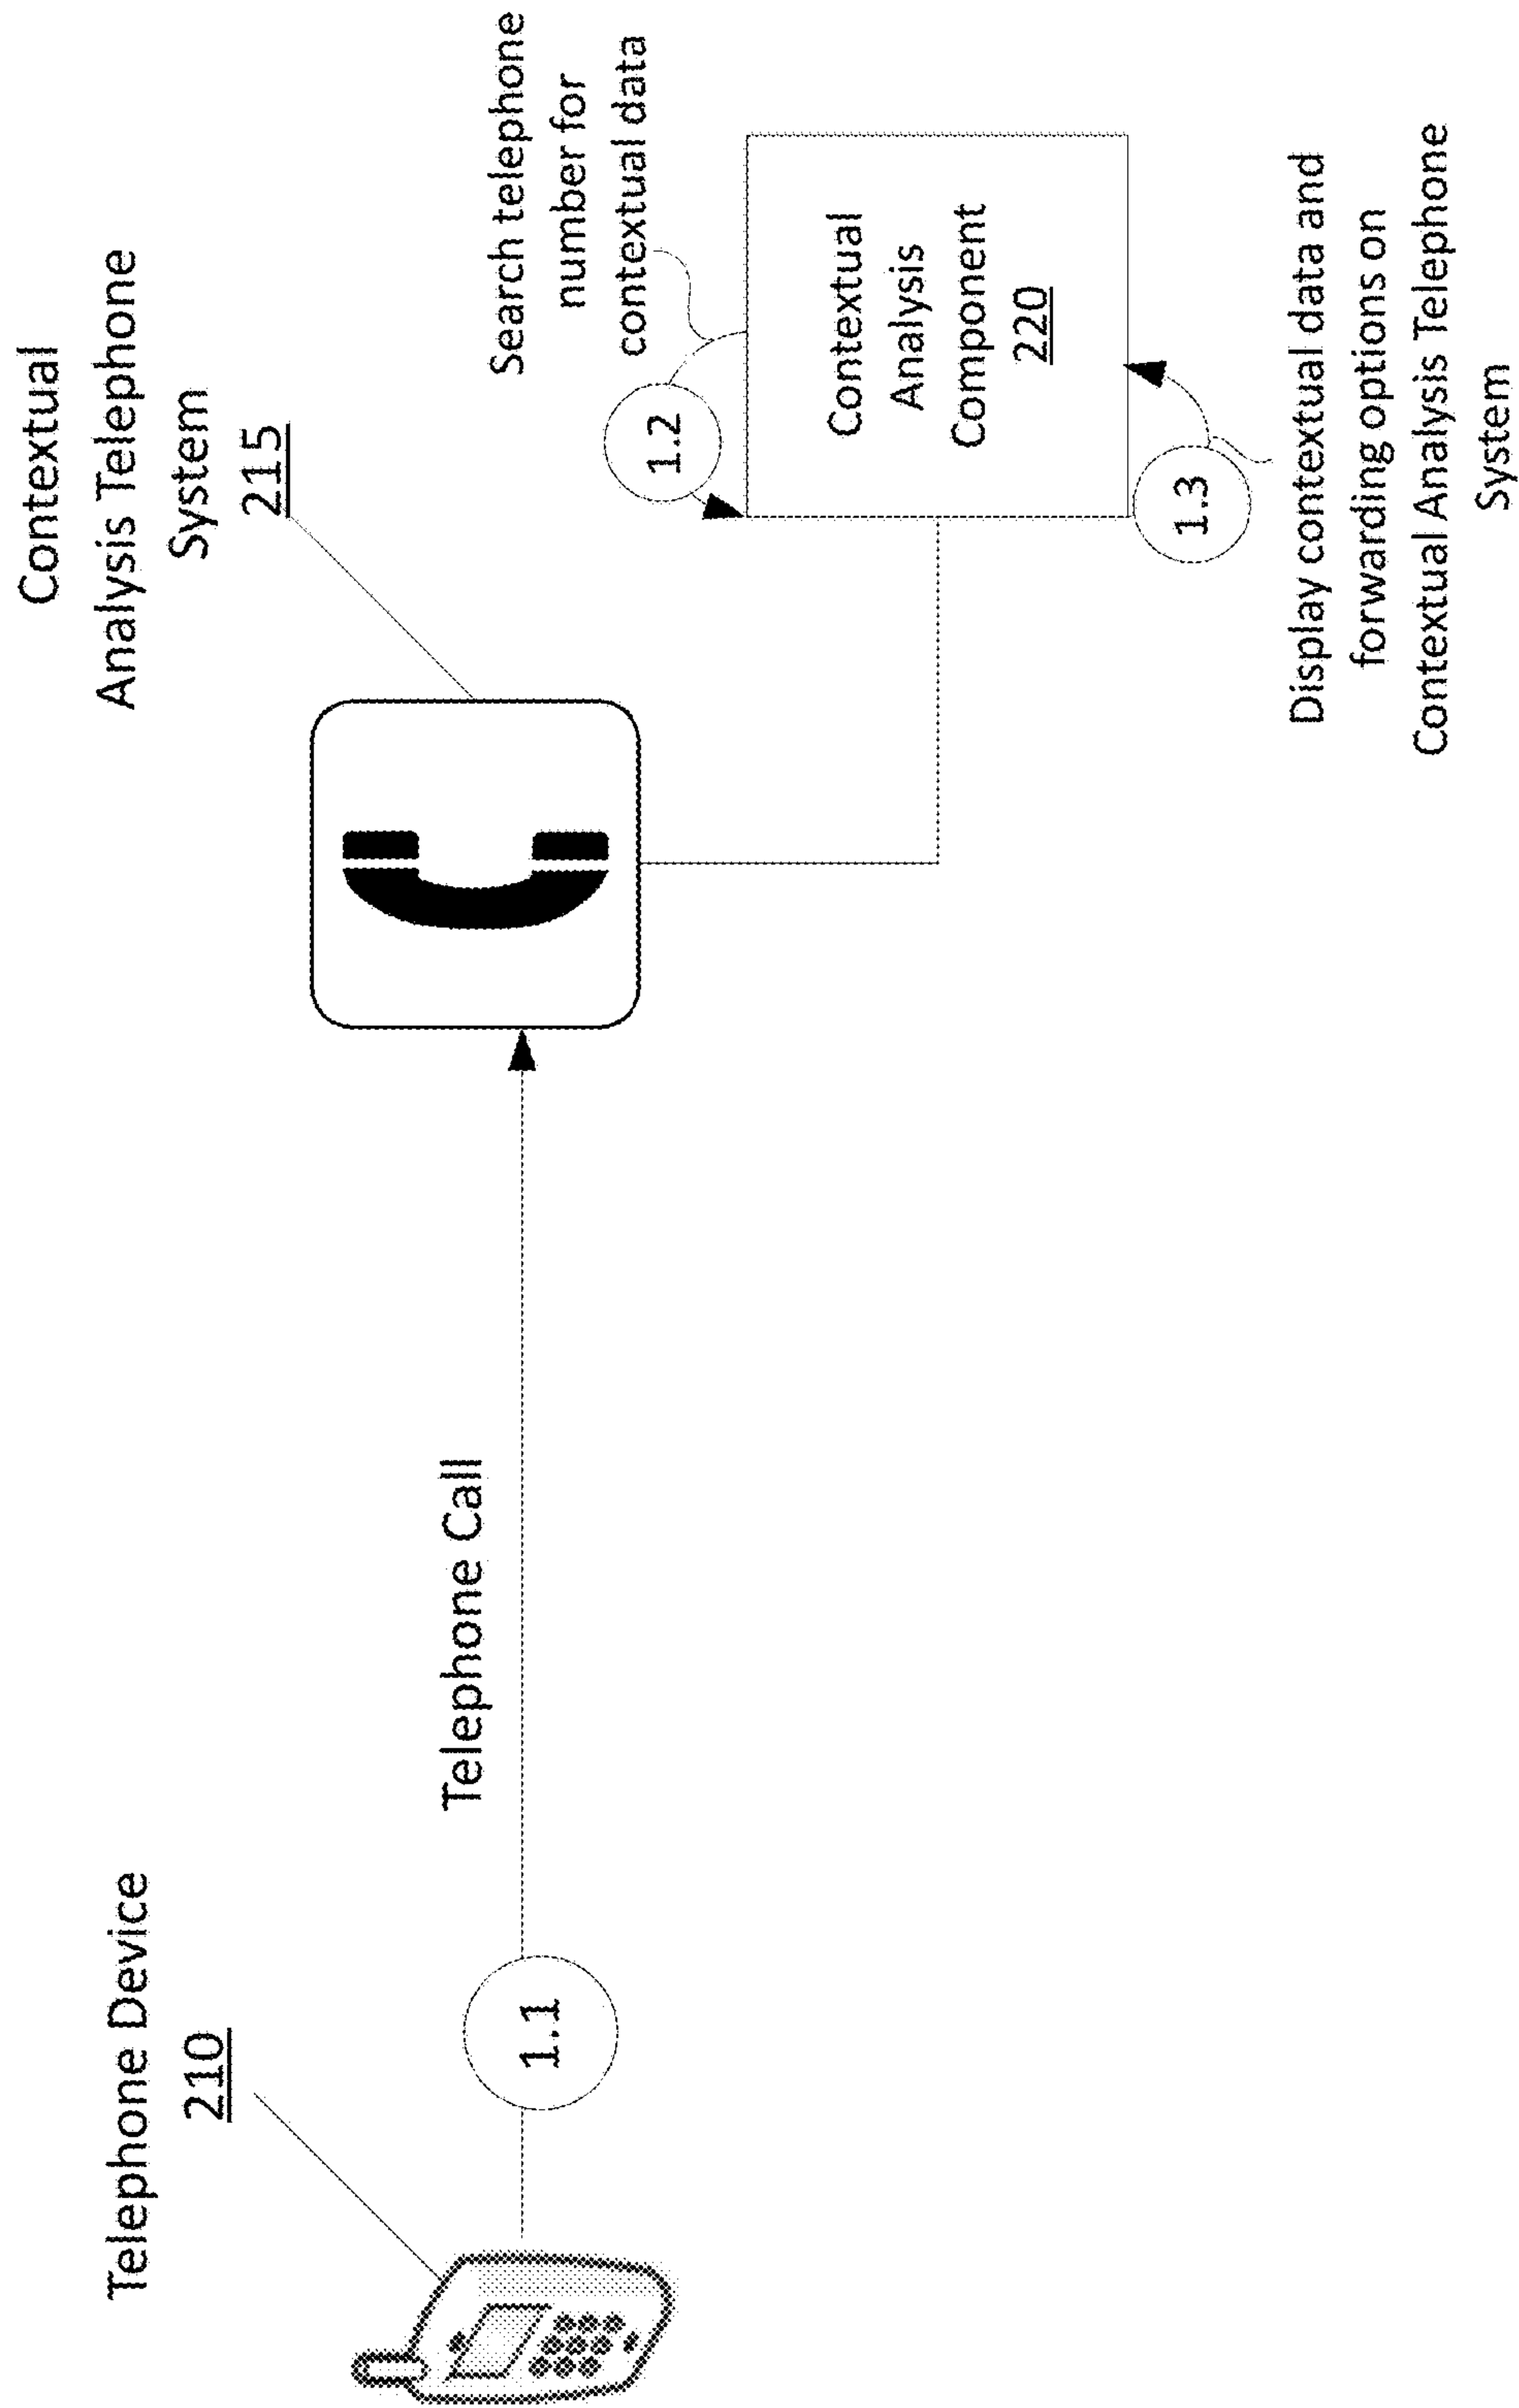 Telephone Device
210
1.1
Telephone Call
Contextual
Analysis Telephone
System
215
1.2
Search telephone
number for
contextual data
Contextual
Analysis
Component
220
1.3
Display contextual data and
forwarding options on
Contextual Analysis Telephone
System